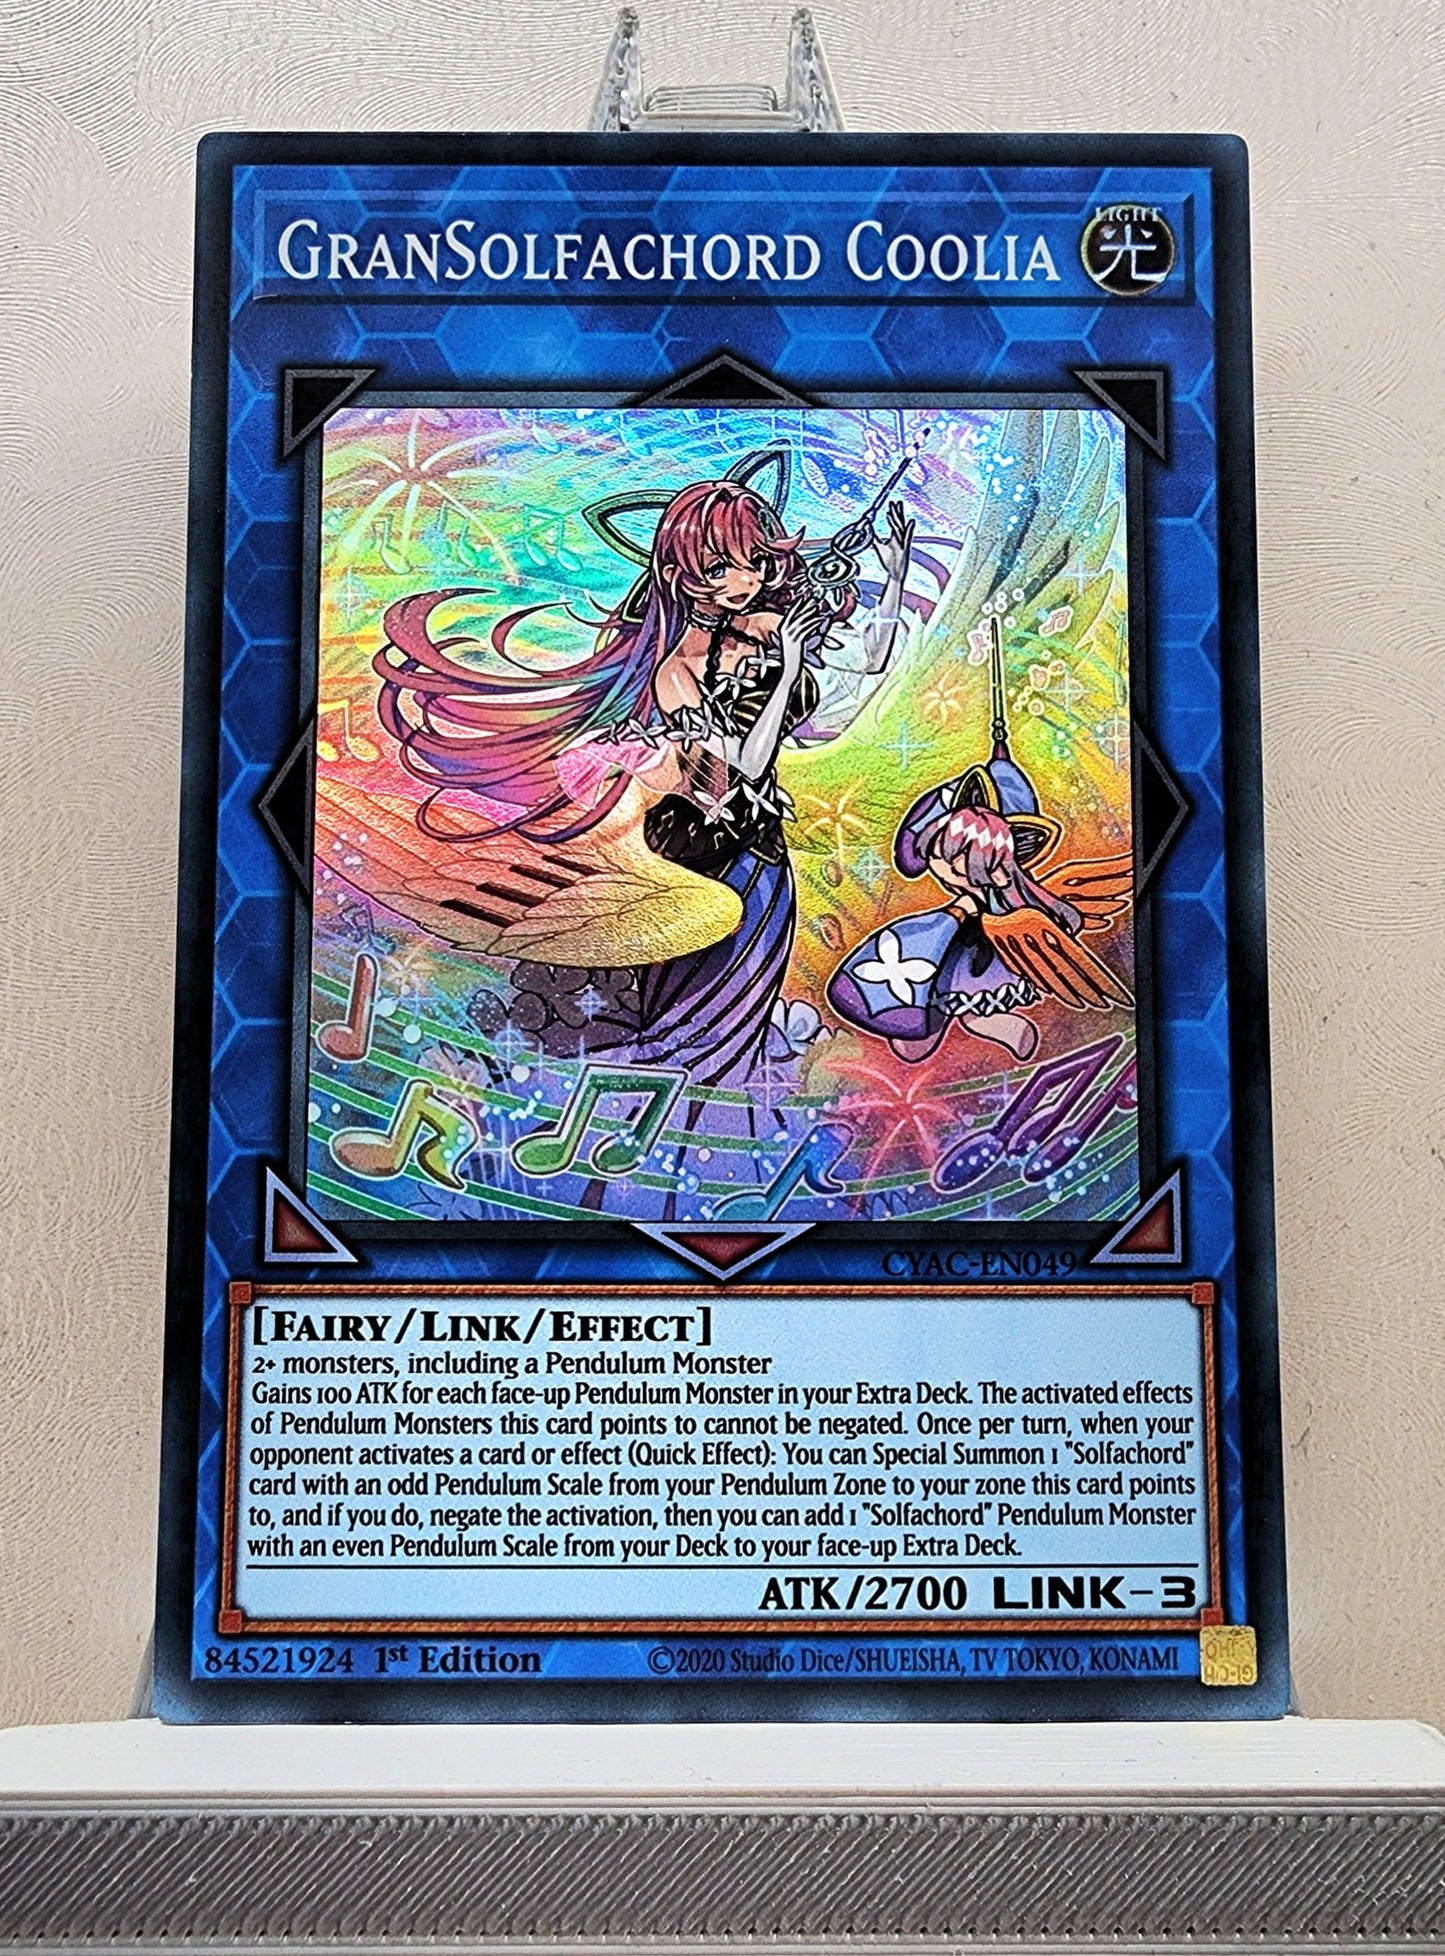 GranSolfachord Coolia
LIGHT
光
CYAC-EN049
[Fairy/Link/Effect]
2+ monsters, including a Pendulum Monster
Gains 100 ATK for each face-up Pendulum Monster in your Extra Deck. The activated effects
of Pendulum Monsters this card points to cannot be negated. Once per turn, when your
opponent activates a card or effect (Quick Effect): You can Special Summon 1 "Solfachord"
card with an odd Pendulum Scale from your Pendulum Zone to your zone this card points
to, and if you do, negate the activation, then you can add 1 "Solfachord" Pendulum Monster
with an even Pendulum Scale from your Deck to your face-up Extra Deck.
ATK/2700 LINK-3
84521924 1st Edition ©2020 Studio Dice/SHUEISHA, TV TOKYO, KONAMI